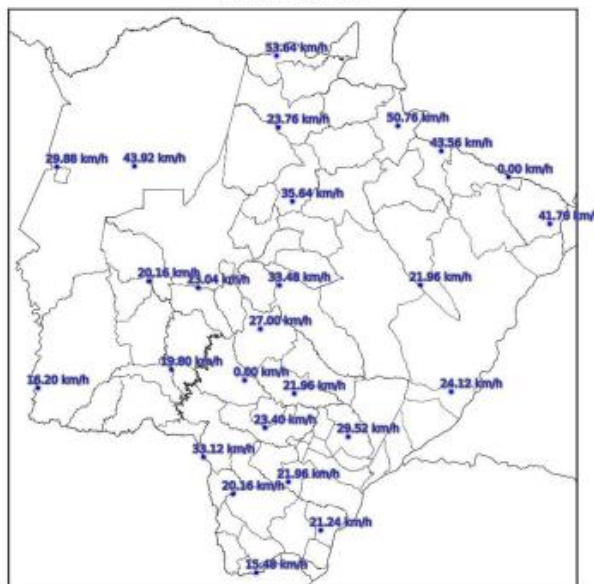 53.64 km/h
23.76 km/h
50.76 km/h
43.56 km/h
29.88 km/h
43.92 km/h
0.00 km/h
35.64 km/h
41.76 km/h
20.16 km/h
23.04 km/h
33.48 km/h
21.96 km/h
27.00 km/h
19.80 km/h
16.20 km/h
0.00 km/h
21.96 km/h
24.12 km/h
23.40 km/h
29.52 km/h
33.12 km/h
21.96 km/h
20.16 km/h
21.24 km/h
15.48 km/h